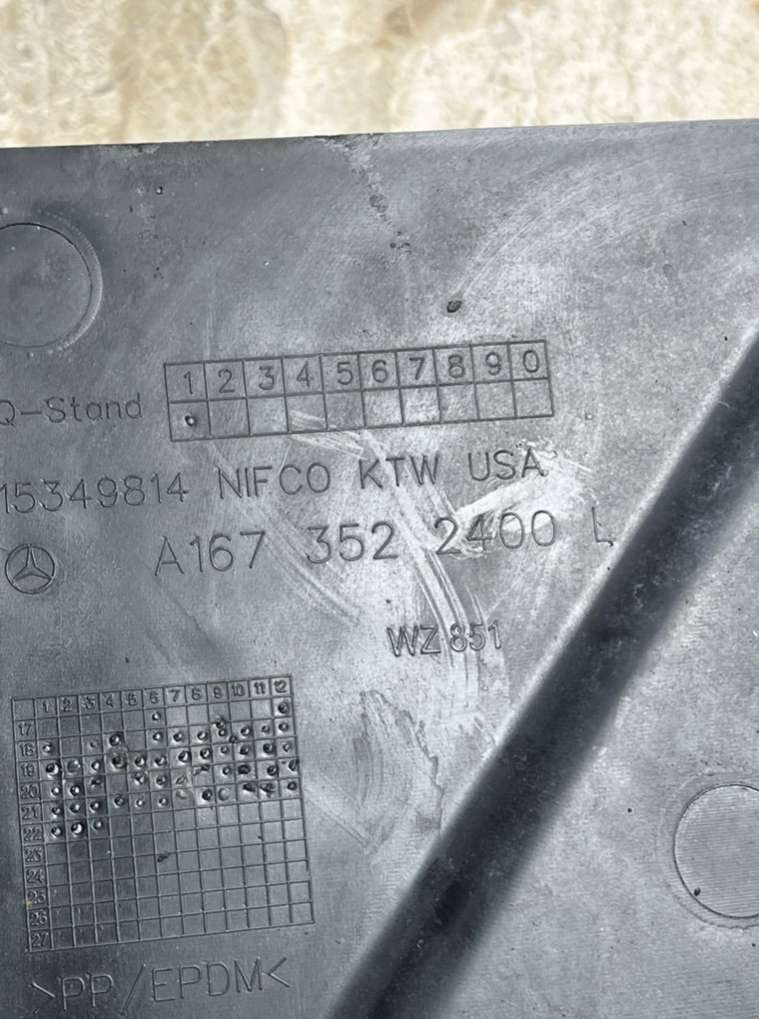 1 2 3 4 5 6 7 8 9 0
Q-Stand
15349814 NIFCO KTW USA
A167 352 2400 L
WZ 851
1 2 3 4 5 6 7 8 9 10 11 12
17
18
19
20
21
22
23
24
25
26
27
>PP/EPDM<